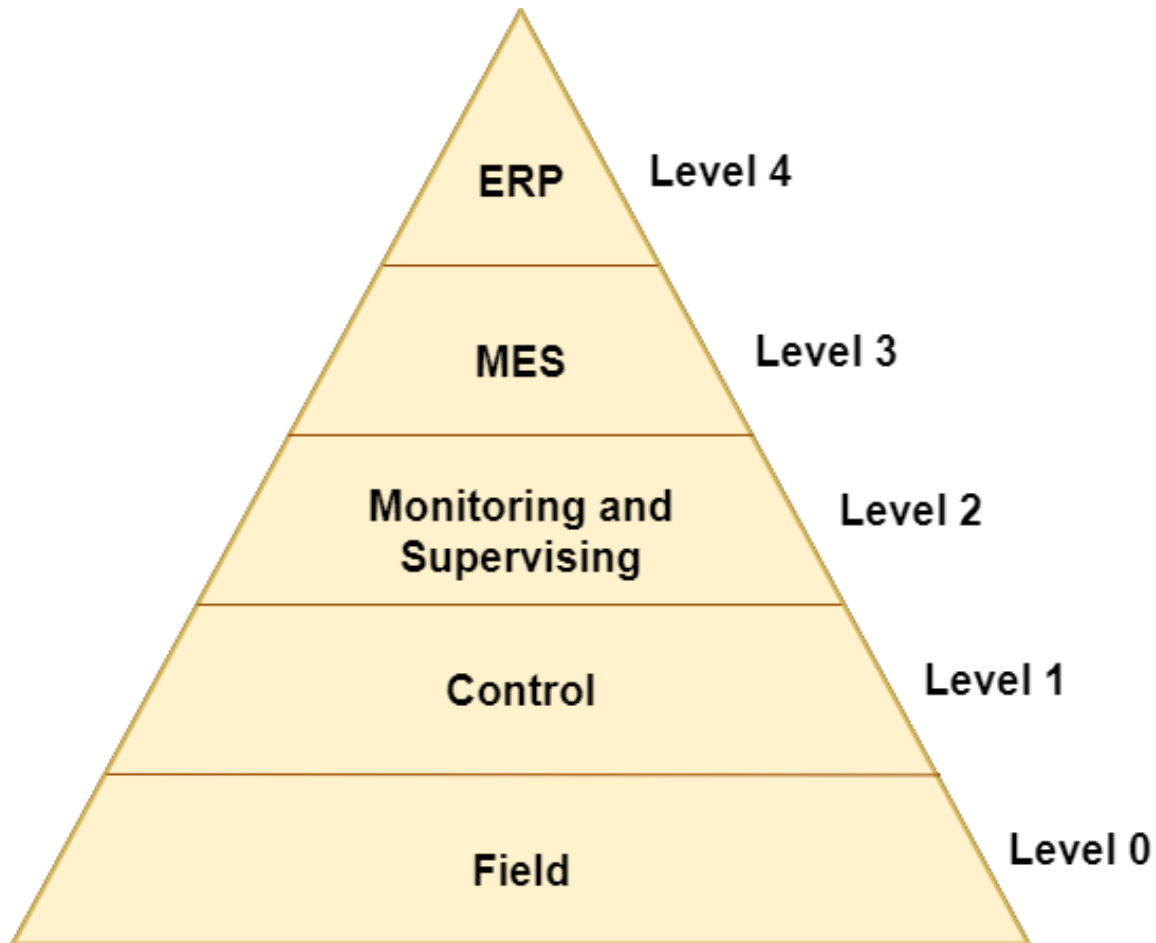 ERP
Level 4
MES
Level 3
Monitoring and
Supervising
Level 2
Control
Level 1
Field
Level 0